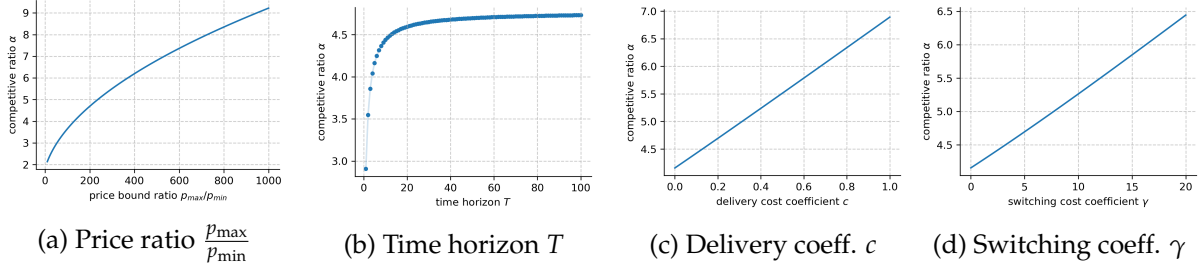 competitive ratio α
9
8
7
6
5
4
3
2
0 200 400 600 800 1000
price bound ratio pmax/pmin
(a) Price ratio pmax/pmin
competitive ratio α
4.5
4.0
3.5
3.0
0 20 40 60 80 100
time horizon T
(b) Time horizon T
competitive ratio α
7.0
6.5
6.0
5.5
5.0
4.5
0.0 0.2 0.4 0.6 0.8 1.0
delivery cost coefficient c
(c) Delivery coeff. c
competitive ratio α
6.5
6.0
5.5
5.0
4.5
0 5 10 15 20
switching cost coefficient γ
(d) Switching coeff. γ